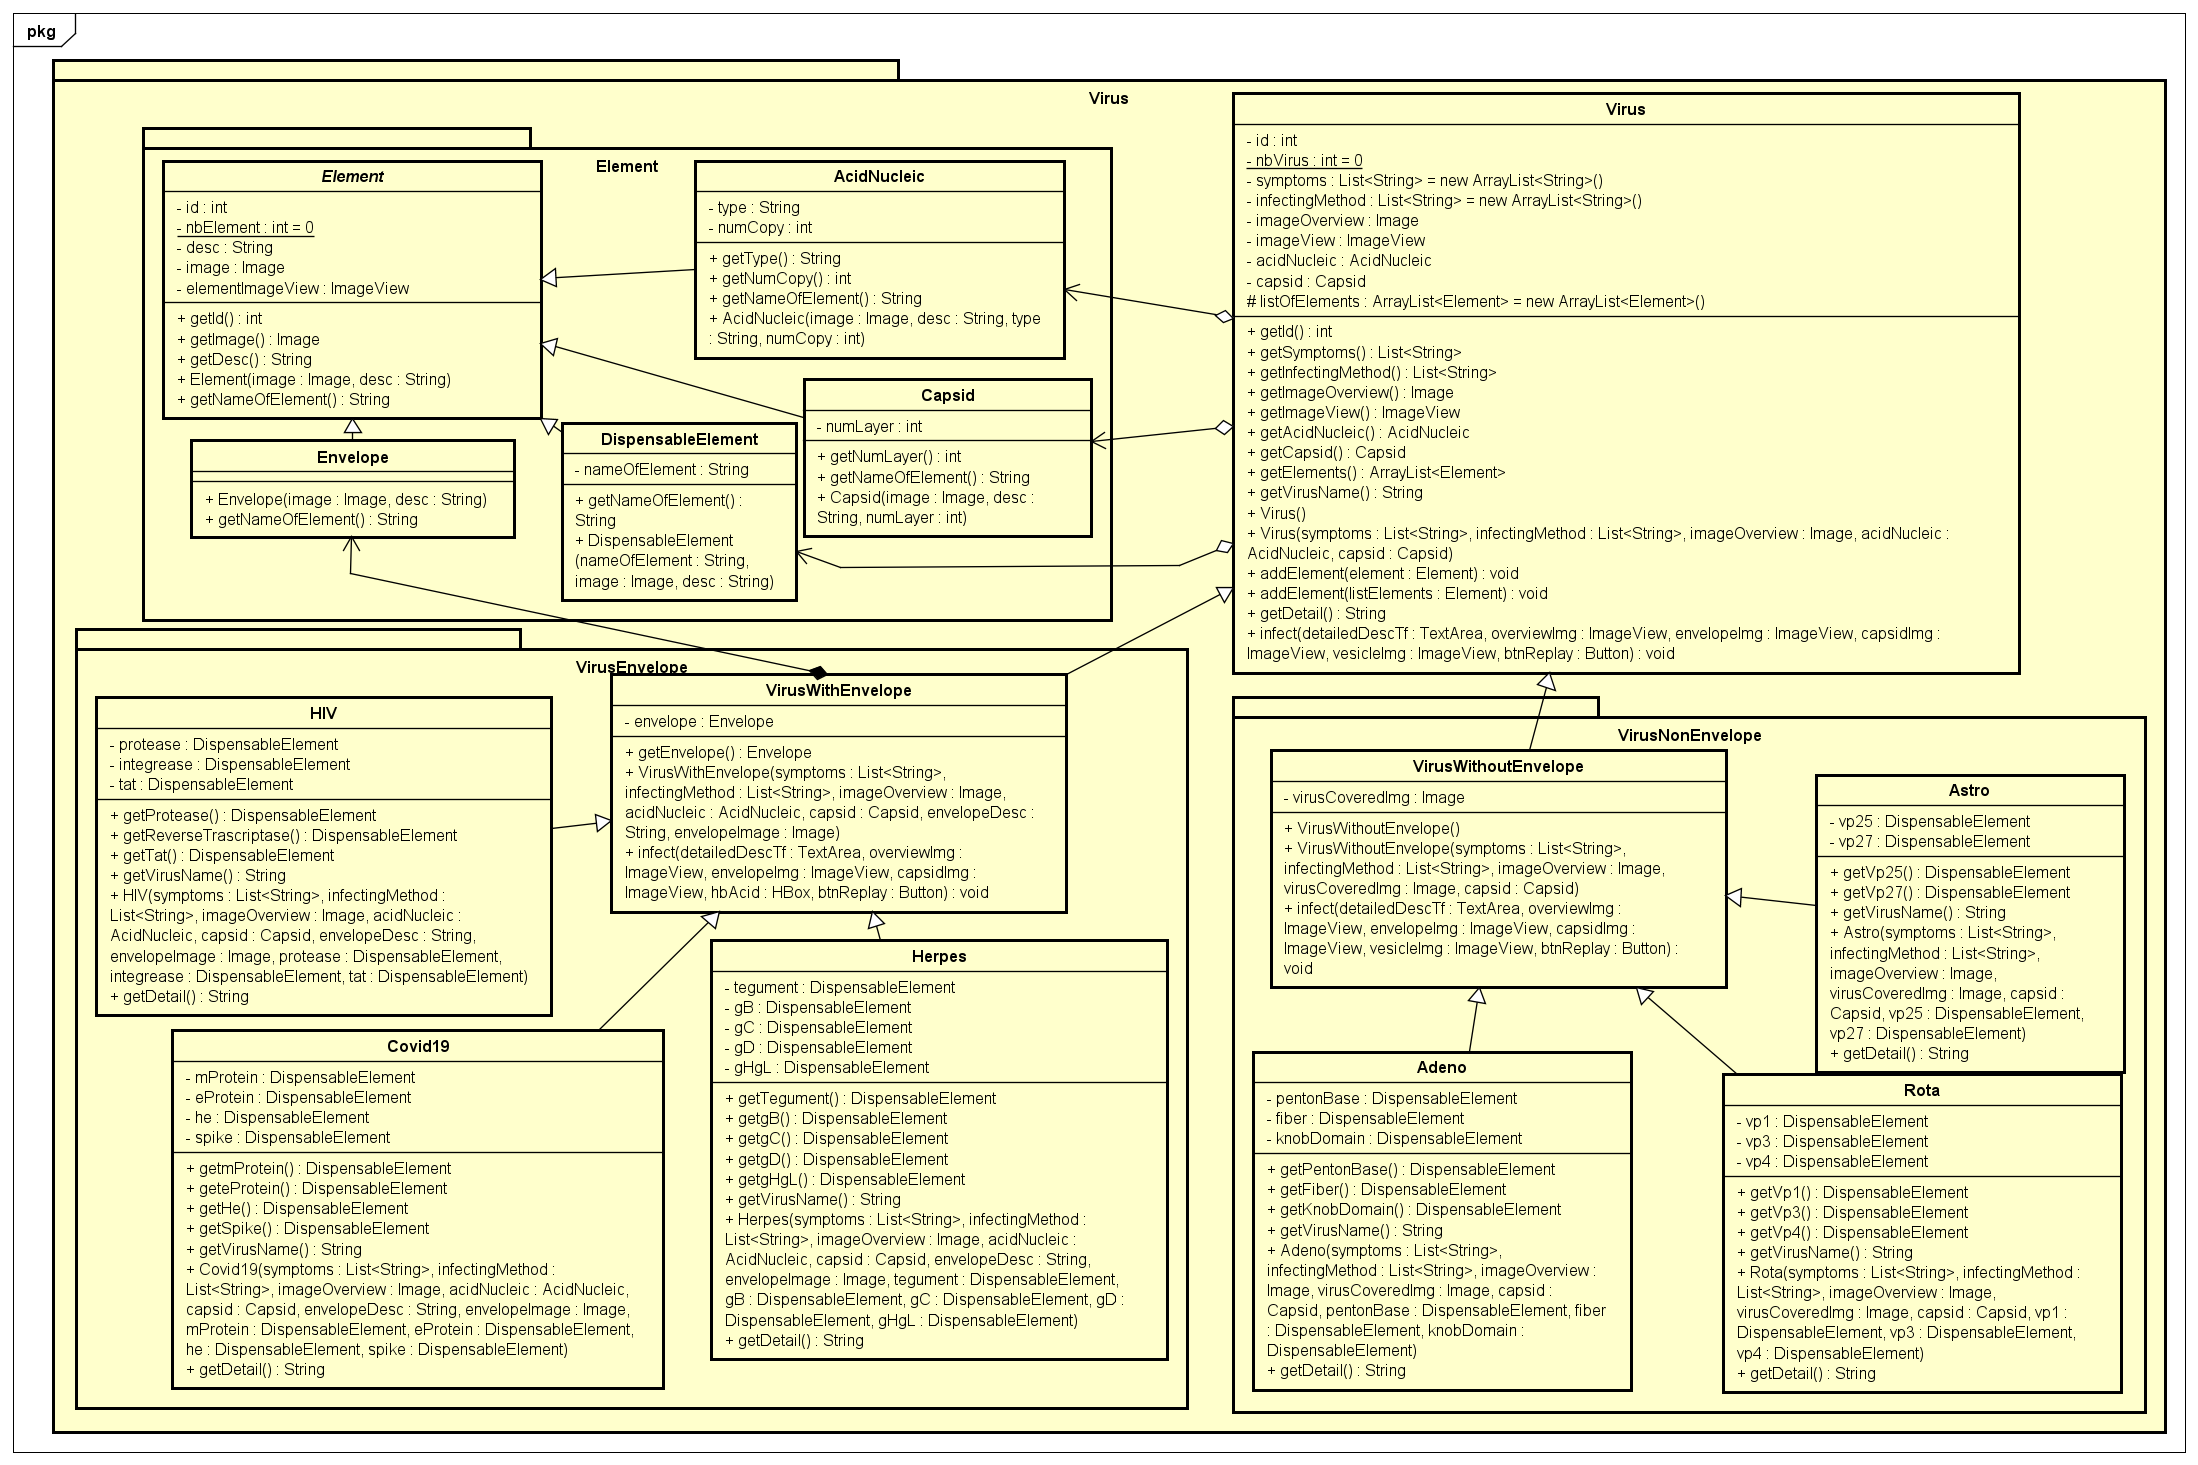 pkg
Virus
Element
Element
- id : int
- nbElement : int = 0
- desc : String
- image : Image
- elementImageView : ImageView
+ getId() : int
+ getImage() : Image
+ getDesc() : String
+ Element(image : Image, desc : String)
+ getNameOfElement() : String
AcidNucleic
- type : String
- numCopy : int
+ getType() : String
+ getNumCopy() : int
+ getNameOfElement() : String
+ AcidNucleic(image : Image, desc : String, type
: String, numCopy : int)
Capsid
- numLayer : int
+ getNumLayer() : int
+ getNameOfElement() : String
+ Capsid(image : Image, desc :
String, numLayer : int)
Envelope
+ Envelope(image : Image, desc : String)
+ getNameOfElement() : String
DispensableElement
- nameOfElement : String
+ getNameOfElement() :
String
+ DispensableElement
(nameOfElement : String,
image : Image, desc : String)
Virus
- id : int
- nbVirus : int = 0
- symptoms : List<String> = new ArrayList<String>()
- infectingMethod : List<String> = new ArrayList<String>()
- imageOverview : Image
- imageView : ImageView
- acidNucleic : AcidNucleic
- capsid : Capsid
# listOfElements : ArrayList<Element> = new ArrayList<Element>()
+ getId() : int
+ getSymptoms() : List<String>
+ getInfectingMethod() : List<String>
+ getImageOverview() : Image
+ getImageView() : ImageView
+ getAcidNucleic() : AcidNucleic
+ getCapsid() : Capsid
+ getElements() : ArrayList<Element>
+ getVirusName() : String
+ Virus()
+ Virus(symptoms : List<String>, infectingMethod : List<String>, imageOverview : Image, acidNucleic :
AcidNucleic, capsid : Capsid)
+ addElement(element : Element) : void
+ addElement(listElements : Element) : void
+ getDetail() : String
+ infect(detailedDescTf : TextArea, overviewImg : ImageView, envelopeImg : ImageView, capsidImg :
ImageView, vesicleImg : ImageView, btnReplay : Button) : void
VirusEnvelope
HIV
- protease : DispensableElement
- integrease : DispensableElement
- tat : DispensableElement
+ getProtease() : DispensableElement
+ getReverseTrascriptase() : DispensableElement
+ getTat() : DispensableElement
+ getVirusName() : String
+ HIV(symptoms : List<String>, infectingMethod :
List<String>, imageOverview : Image, acidNucleic :
AcidNucleic, capsid : Capsid, envelopeDesc : String,
envelopeImage : Image, protease : DispensableElement,
integrease : DispensableElement, tat : DispensableElement)
+ getDetail() : String
VirusWithEnvelope
- envelope : Envelope
+ getEnvelope() : Envelope
+ VirusWithEnvelope(symptoms : List<String>,
infectingMethod : List<String>, imageOverview : Image,
acidNucleic : AcidNucleic, capsid : Capsid, envelopeDesc :
String, envelopeImage : Image)
+ infect(detailedDescTf : TextArea, overviewImg :
ImageView, envelopeImg : ImageView, capsidImg :
ImageView, hbAcid : HBox, btnReplay : Button) : void
Covid19
- mProtein : DispensableElement
- eProtein : DispensableElement
- he : DispensableElement
- spike : DispensableElement
+ getmProtein() : DispensableElement
+ geteProtein() : DispensableElement
+ getHe() : DispensableElement
+ getSpike() : DispensableElement
+ getVirusName() : String
+ Covid19(symptoms : List<String>, infectingMethod :
List<String>, imageOverview : Image, acidNucleic : AcidNucleic,
capsid : Capsid, envelopeDesc : String, envelopeImage : Image,
mProtein : DispensableElement, eProtein : DispensableElement,
he : DispensableElement, spike : DispensableElement)
+ getDetail() : String
Herpes
- tegument : DispensableElement
- gB : DispensableElement
- gC : DispensableElement
- gD : DispensableElement
- gHgL : DispensableElement
+ getTegument() : DispensableElement
+ getgB() : DispensableElement
+ getgC() : DispensableElement
+ getgD() : DispensableElement
+ getgHgL() : DispensableElement
+ getVirusName() : String
+ Herpes(symptoms : List<String>, infectingMethod :
List<String>, imageOverview : Image, acidNucleic :
AcidNucleic, capsid : Capsid, envelopeDesc : String,
envelopeImage : Image, tegument : DispensableElement,
gB : DispensableElement, gC : DispensableElement, gD :
DispensableElement, gHgL : DispensableElement)
+ getDetail() : String
VirusNonEnvelope
VirusWithoutEnvelope
- virusCoveredImg : Image
+ VirusWithoutEnvelope()
+ VirusWithoutEnvelope(symptoms : List<String>,
infectingMethod : List<String>, imageOverview : Image,
virusCoveredImg : Image, capsid : Capsid)
+ infect(detailedDescTf : TextArea, overviewImg :
ImageView, envelopeImg : ImageView, capsidImg :
ImageView, vesicleImg : ImageView, btnReplay : Button) :
void
Astro
- vp25 : DispensableElement
- vp27 : DispensableElement
+ getVp25() : DispensableElement
+ getVp27() : DispensableElement
+ getVirusName() : String
+ Astro(symptoms : List<String>,
infectingMethod : List<String>,
imageOverview : Image,
virusCoveredImg : Image, capsid :
Capsid, vp25 : DispensableElement,
vp27 : DispensableElement)
+ getDetail() : String
Adeno
- pentonBase : DispensableElement
- fiber : DispensableElement
- knobDomain : DispensableElement
+ getPentonBase() : DispensableElement
+ getFiber() : DispensableElement
+ getKnobDomain() : DispensableElement
+ getVirusName() : String
+ Adeno(symptoms : List<String>,
infectingMethod : List<String>, imageOverview :
Image, virusCoveredImg : Image, capsid :
Capsid, pentonBase : DispensableElement, fiber
: DispensableElement, knobDomain :
DispensableElement)
+ getDetail() : String
Rota
- vp1 : DispensableElement
- vp3 : DispensableElement
- vp4 : DispensableElement
+ getVp1() : DispensableElement
+ getVp3() : DispensableElement
+ getVp4() : DispensableElement
+ getVirusName() : String
+ Rota(symptoms : List<String>, infectingMethod :
List<String>, imageOverview : Image,
virusCoveredImg : Image, capsid : Capsid, vp1 :
DispensableElement, vp3 : DispensableElement,
vp4 : DispensableElement)
+ getDetail() : String